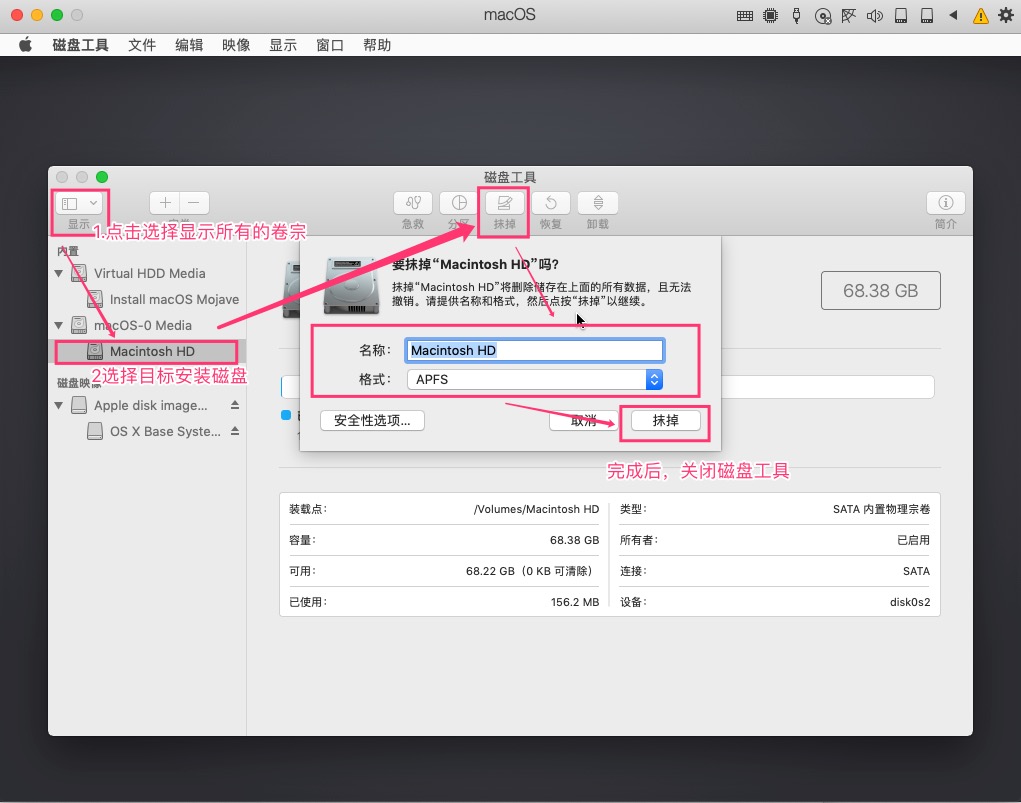 macOS
磁盘工具 文件 编辑 映像 显示 窗口 帮助
磁盘工具
显示 急救 分区 抹掉 恢复 卸载 简介
1.点击选择显示所有的卷宗
内置
Virtual HDD Media
Install macOS Mojave
macOS-0 Media
Macintosh HD
2选择目标安装磁盘
磁盘映像
Apple disk image...
OS X Base Syste...
要抹掉“Macintosh HD”吗?
抹掉“Macintosh HD”将删除储存在上面的所有数据，且无法
撤销。请提供名称和格式，然后点按“抹掉”以继续。
名称： Macintosh HD
格式： APFS
安全性选项... 取消 抹掉
68.38 GB
完成后，关闭磁盘工具
装载点： /Volumes/Macintosh HD
容量： 68.38 GB
可用： 68.22 GB（0 KB 可清除）
已使用： 156.2 MB
类型： SATA 内置物理宗卷
所有者： 已启用
连接： SATA
设备： disk0s2